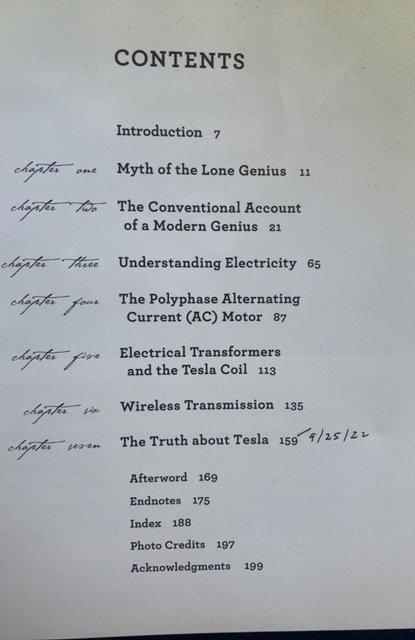 CONTENTS
Introduction 7
chapter one Myth of the Lone Genius 11
chapter two The Conventional Account
of a Modern Genius 21
chapter three Understanding Electricity 65
chapter four The Polyphase Alternating
Current (AC) Motor 87
chapter five Electrical Transformers
and the Tesla Coil 113
chapter six Wireless Transmission 135
chapter seven The Truth about Tesla 159 ✓ 9/25/22
Afterword 169
Endnotes 175
Index 188
Photo Credits 197
Acknowledgments 199